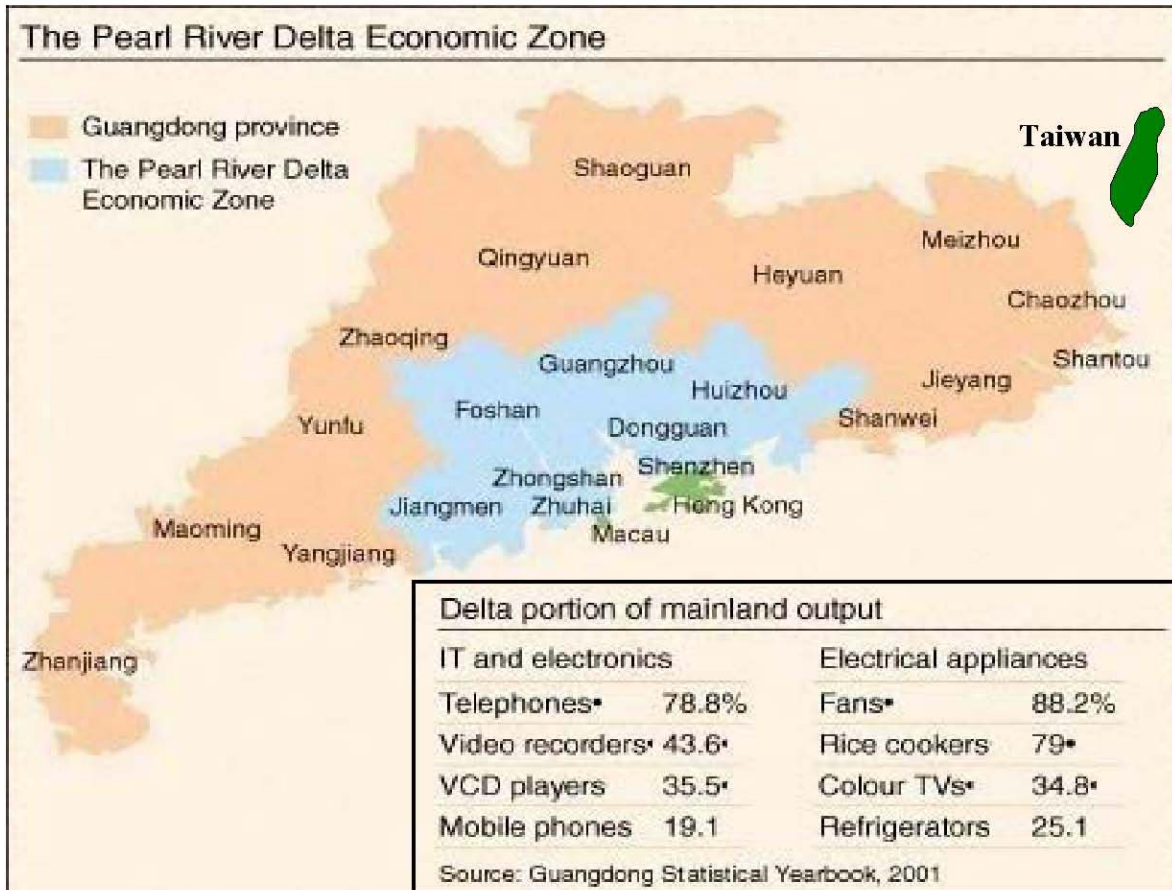 The Pearl River Delta Economic Zone
Guangdong province
The Pearl River Delta
Economic Zone
Taiwan
Shaoguan
Meizhou
Qingyuan
Heyuan
Chaozhou
Zhaoqing
Shantou
Guangzhou
Jieyang
Huizhou
Foshan
Shanwei
Yunfu
Dongguan
Shenzhen
Zhongshan
Jiangmen
Zhuhai
Hong Kong
Maoming
Macau
Yangjiang
Zhanjiang
Delta portion of mainland output
IT and electronics Electrical appliances
Telephones• 78.8% Fans• 88.2%
Video recorders• 43.6• Rice cookers 79•
VCD players 35.5• Colour TVs• 34.8•
Mobile phones 19.1 Refrigerators 25.1
Source: Guangdong Statistical Yearbook, 2001